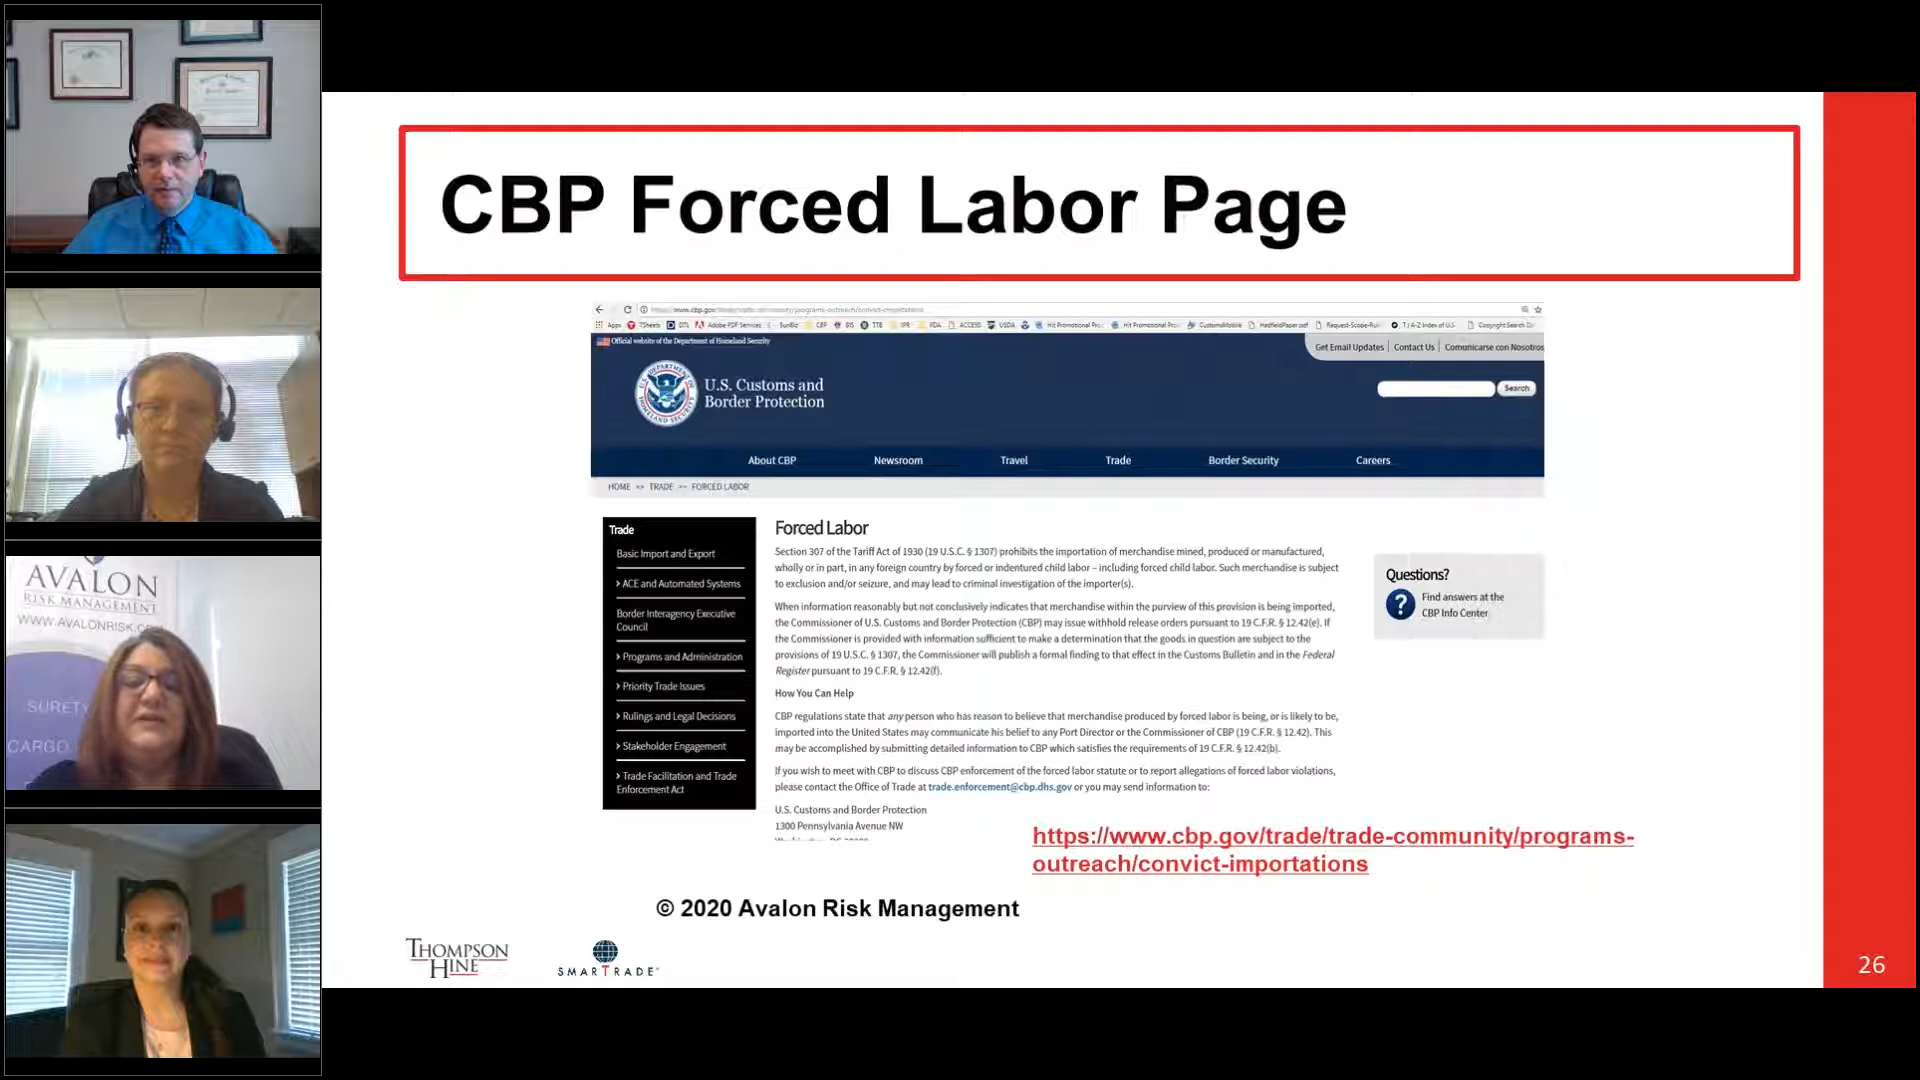 AVALON
RISK MANAGEMENT
WWW.AVALONRISK.CO
SURETY
CARGO
CBP Forced Labor Page
Official website of the Department of Homeland Security
Get Email Updates | Contact Us | Comunicarse con Nosotros
U.S. Customs and
Border Protection
Search
About CBP Newsroom Travel Trade Border Security Careers
HOME >> TRADE >> FORCED LABOR
Trade
Basic Import and Export
› ACE and Automated Systems
Border Interagency Executive
Council
› Programs and Administration
› Priority Trade Issues
› Rulings and Legal Decisions
› Stakeholder Engagement
› Trade Facilitation and Trade
Enforcement Act
Forced Labor
Section 307 of the Tariff Act of 1930 (19 U.S.C. § 1307) prohibits the importation of merchandise mined, produced or manufactured,
wholly or in part, in any foreign country by forced or indentured child labor – including forced child labor. Such merchandise is subject
to exclusion and/or seizure, and may lead to criminal investigation of the importer(s).
When information reasonably but not conclusively indicates that merchandise within the purview of this provision is being imported,
the Commissioner of U.S. Customs and Border Protection (CBP) may issue withhold release orders pursuant to 19 C.F.R. § 12.42(e). If
the Commissioner is provided with information sufficient to make a determination that the goods in question are subject to the
provisions of 19 U.S.C. § 1307, the Commissioner will publish a formal finding to that effect in the Customs Bulletin and in the Federal
Register pursuant to 19 C.F.R. § 12.42(f).
How You Can Help
CBP regulations state that any person who has reason to believe that merchandise produced by forced labor is being, or is likely to be,
imported into the United States may communicate his belief to any Port Director or the Commissioner of CBP (19 C.F.R. § 12.42). This
may be accomplished by submitting detailed information to CBP which satisfies the requirements of 19 C.F.R. § 12.42(b).
If you wish to meet with CBP to discuss CBP enforcement of the forced labor statute or to report allegations of forced labor violations,
please contact the Office of Trade at trade.enforcement@cbp.dhs.gov or you may send information to:
U.S. Customs and Border Protection
1300 Pennsylvania Avenue NW
Questions?
Find answers at the
CBP Info Center
https://www.cbp.gov/trade/trade-community/programs-
outreach/convict-importations
© 2020 Avalon Risk Management
THOMPSON
HINE
SMARTRADE
26